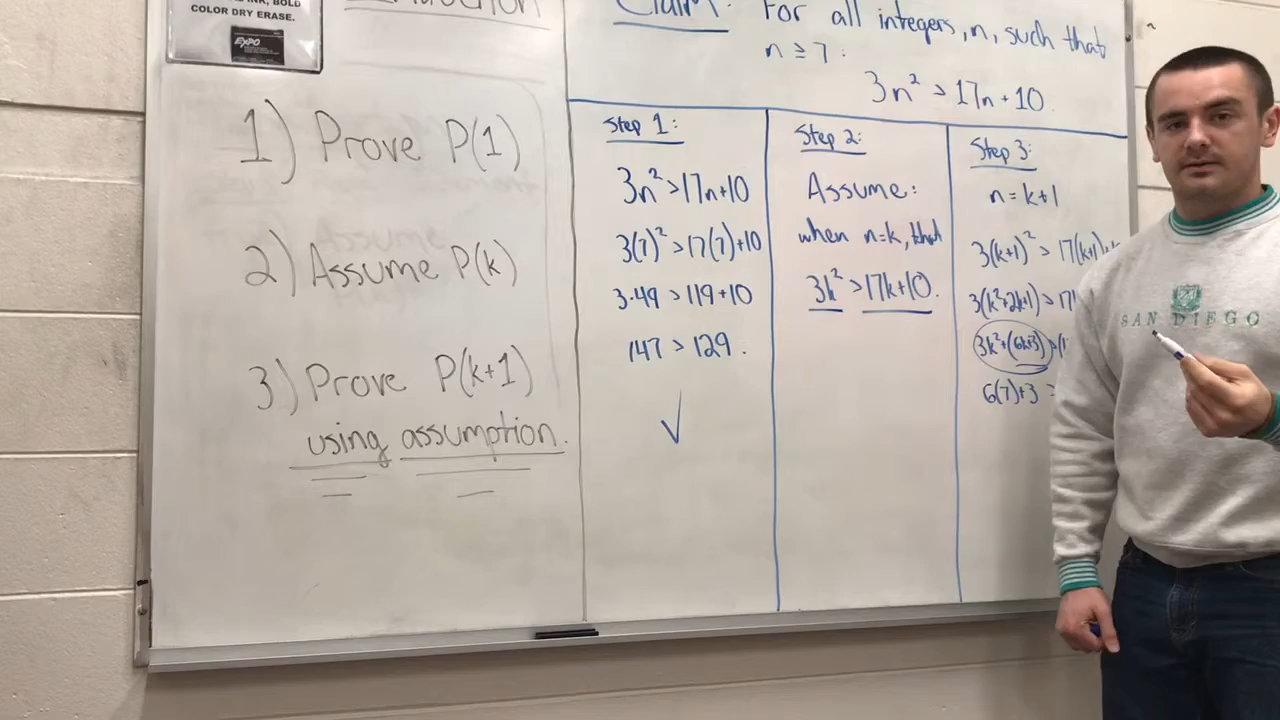 COLOR DRY ERASE.
EXPO
Induction
1) Prove P(1)
2) Assume P(k)
3) Prove P(k+1)
using assumption.
Claim: For all integers, n, such that
n ≥ 7:
3n² > 17n + 10
Step 1:
3n² > 17n+10
3(7)² > 17(7)+10
3·49 > 119+10
147 > 129.
✓
Step 2:
Assume:
when n=k, that
3k² > 17k+10.
Step 3:
n = k+1
3(k+1)² > 17(k+1)+
3(k²+2k+1) > 17
3k²+(6k+3) > (1
6(7)+3 =
SAN DIEGO